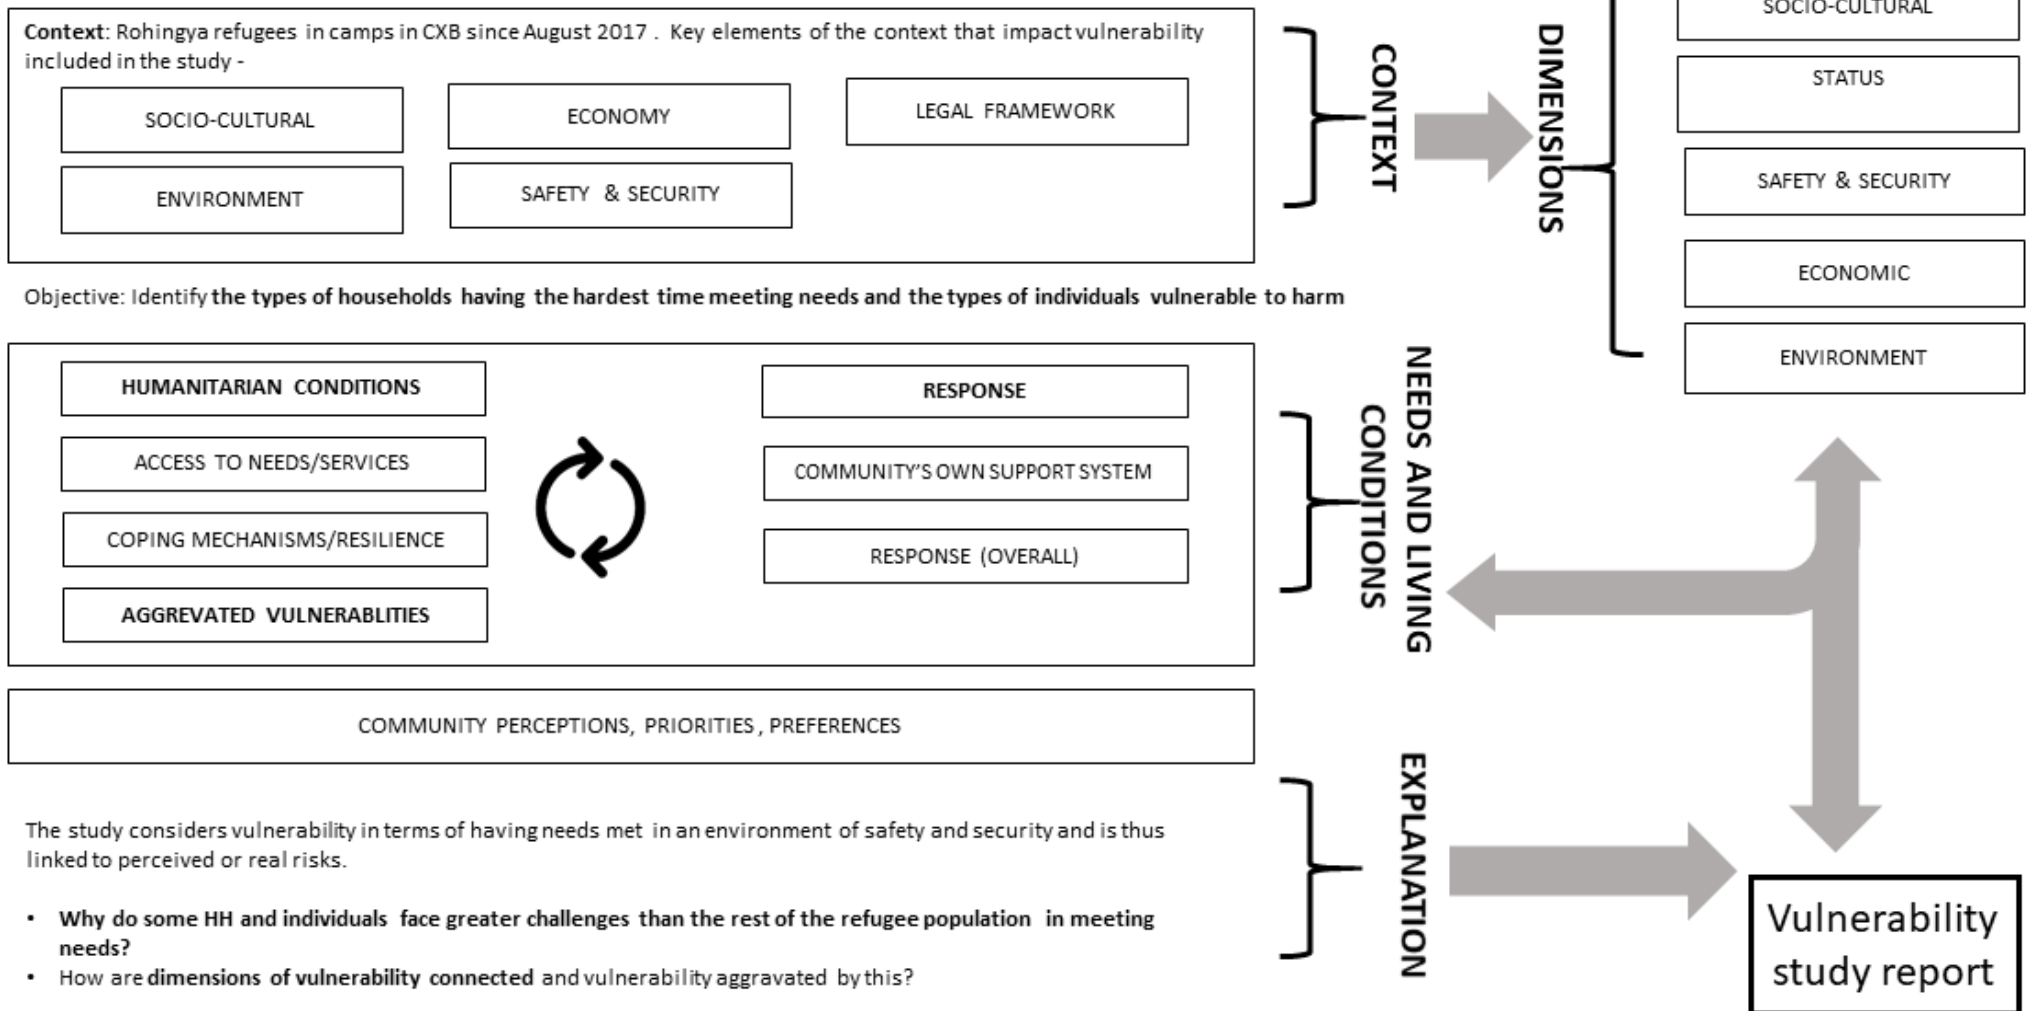 Context: Rohingya refugees in camps in CXB since August 2017 . Key elements of the context that impact vulnerability
included in the study -
SOCIO-CULTURAL
ECONOMY
LEGAL FRAMEWORK
ENVIRONMENT
SAFETY & SECURITY
CONTEXT
DIMENSIONS
SOCIO-CULTURAL
STATUS
SAFETY & SECURITY
ECONOMIC
ENVIRONMENT
Objective: Identify the types of households having the hardest time meeting needs and the types of individuals vulnerable to harm
HUMANITARIAN CONDITIONS
ACCESS TO NEEDS/SERVICES
COPING MECHANISMS/RESILIENCE
AGGREVATED VULNERABLITIES
RESPONSE
COMMUNITY'S OWN SUPPORT SYSTEM
RESPONSE (OVERALL)
NEEDS AND LIVING
CONDITIONS
COMMUNITY PERCEPTIONS, PRIORITIES, PREFERENCES
The study considers vulnerability in terms of having needs met in an environment of safety and security and is thus
linked to perceived or real risks.
• Why do some HH and individuals face greater challenges than the rest of the refugee population in meeting
needs?
• How are dimensions of vulnerability connected and vulnerability aggravated by this?
EXPLANATION
Vulnerability
study report